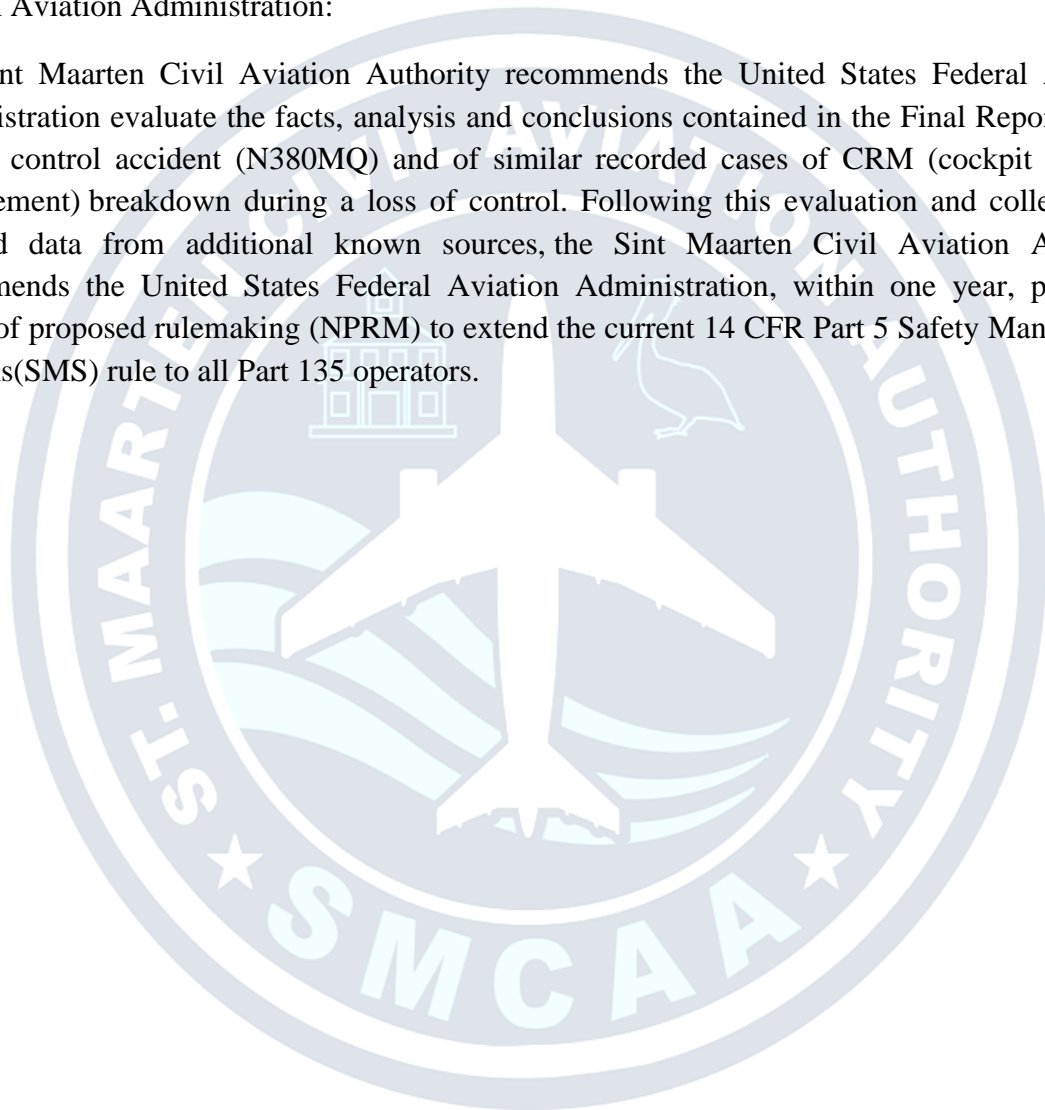 Aviation Administration:
nt Maarten Civil Aviation Authority recommends the United States Federal
istration evaluate the facts, analysis and conclusions contained in the Final Repor
control accident (N380MQ) and of similar recorded cases of CRM (cockpit
ement) breakdown during a loss of control. Following this evaluation and colle
d data from additional known sources, the Sint Maarten Civil Aviation A
mends the United States Federal Aviation Administration, within one year, p
of proposed rulemaking (NPRM) to extend the current 14 CFR Part 5 Safety Man
s(SMS) rule to all Part 135 operators.
ST. MAARTEN CIVIL AVIATION AUTHORITY
SMCAA